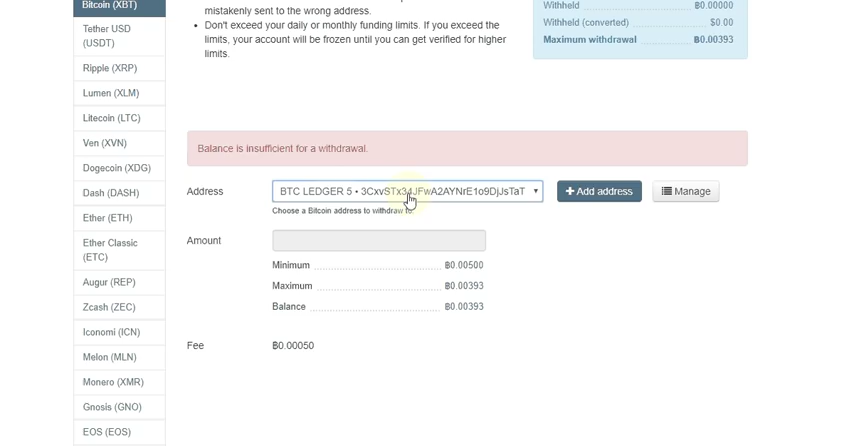 Bitcoin (XBT)
Tether USD
(USDT)
Ripple (XRP)
Lumen (XLM)
Litecoin (LTC)
Ven (XVN)
Dogecoin (XDG)
Dash (DASH)
Ether (ETH)
Ether Classic
(ETC)
Augur (REP)
Zcash (ZEC)
Iconomi (ICN)
Melon (MLN)
Monero (XMR)
Gnosis (GNO)
EOS (EOS)
mistakenly sent to the wrong address.
• Don't exceed your daily or monthly funding limits. If you exceed the
limits, your account will be frozen until you can get verified for higher
limits.
Withheld ฿0.00000
Withheld (converted) $0.00
Maximum withdrawal ฿0.00393
Balance is insufficient for a withdrawal.
Address BTC LEDGER 5 • 3CxvSTx34JFwA2AYNrE1o9DjJsTaT + Add address Manage
Choose a Bitcoin address to withdraw to.
Amount
Minimum ฿0.00500
Maximum ฿0.00393
Balance ฿0.00393
Fee ฿0.00050